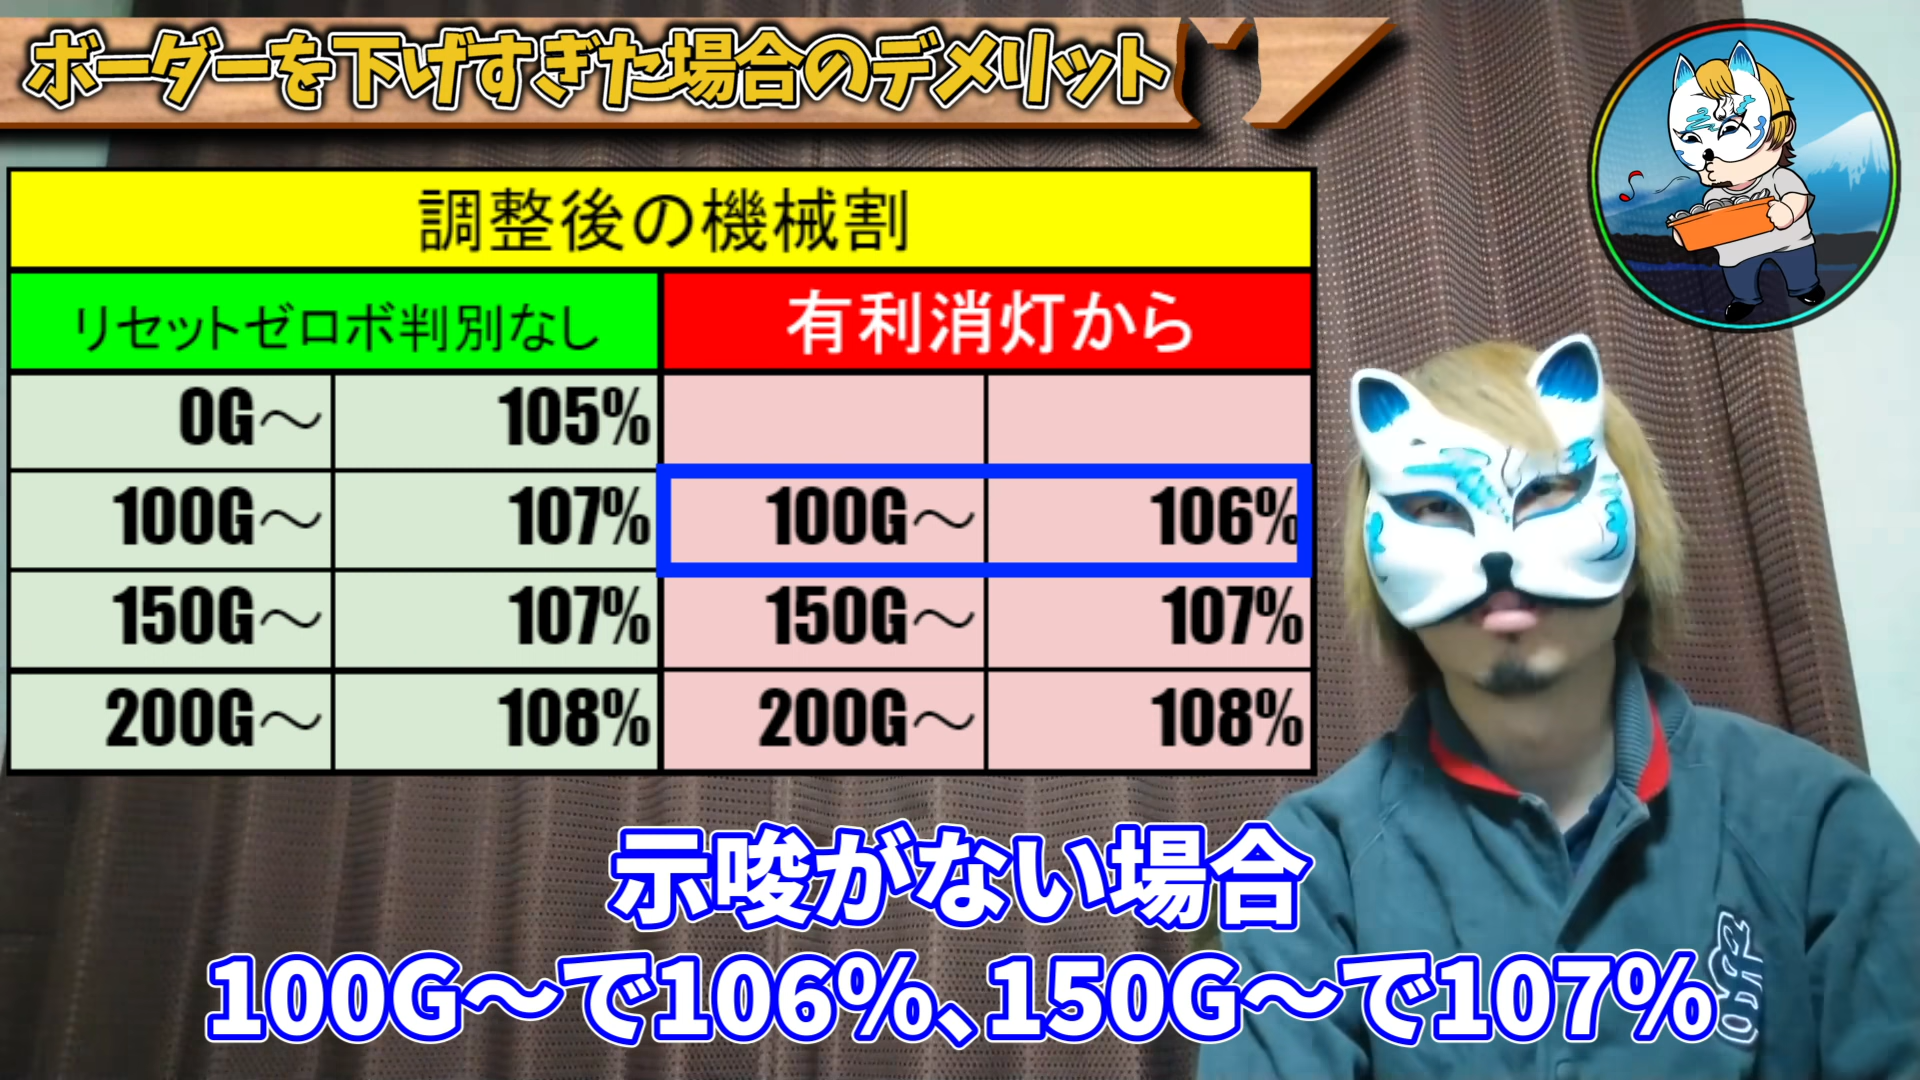 ボーダーを下げすぎた場合のデメリット
調整後の機械割
リセットゼロボ判別なし 有利消灯から
0G～ 105%
100G～ 107% 100G～ 106%
150G～ 107% 150G～ 107%
200G～ 108% 200G～ 108%
示唆がない場合
100G～で106%、150G～で107%